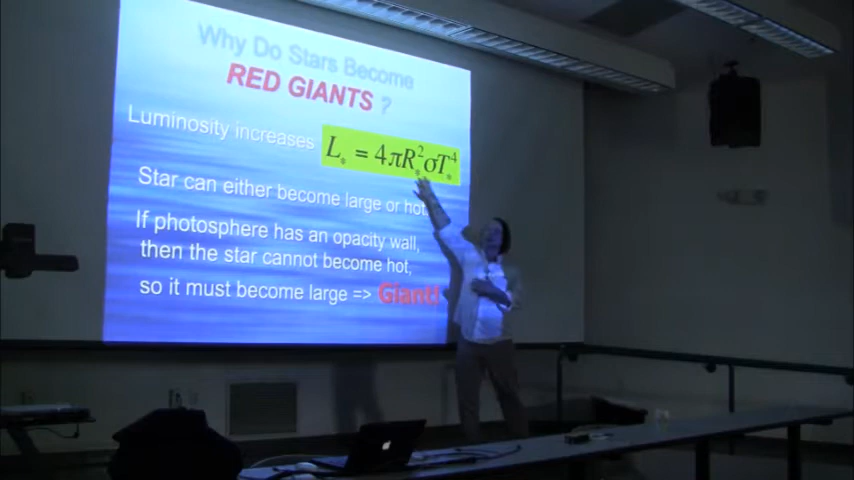 Why Do Stars Become
RED GIANTS ?
Luminosity increases L* = 4πR*²σT*⁴
Star can either become large or hot.
If photosphere has an opacity wall,
then the star cannot become hot,
so it must become large => Giant!